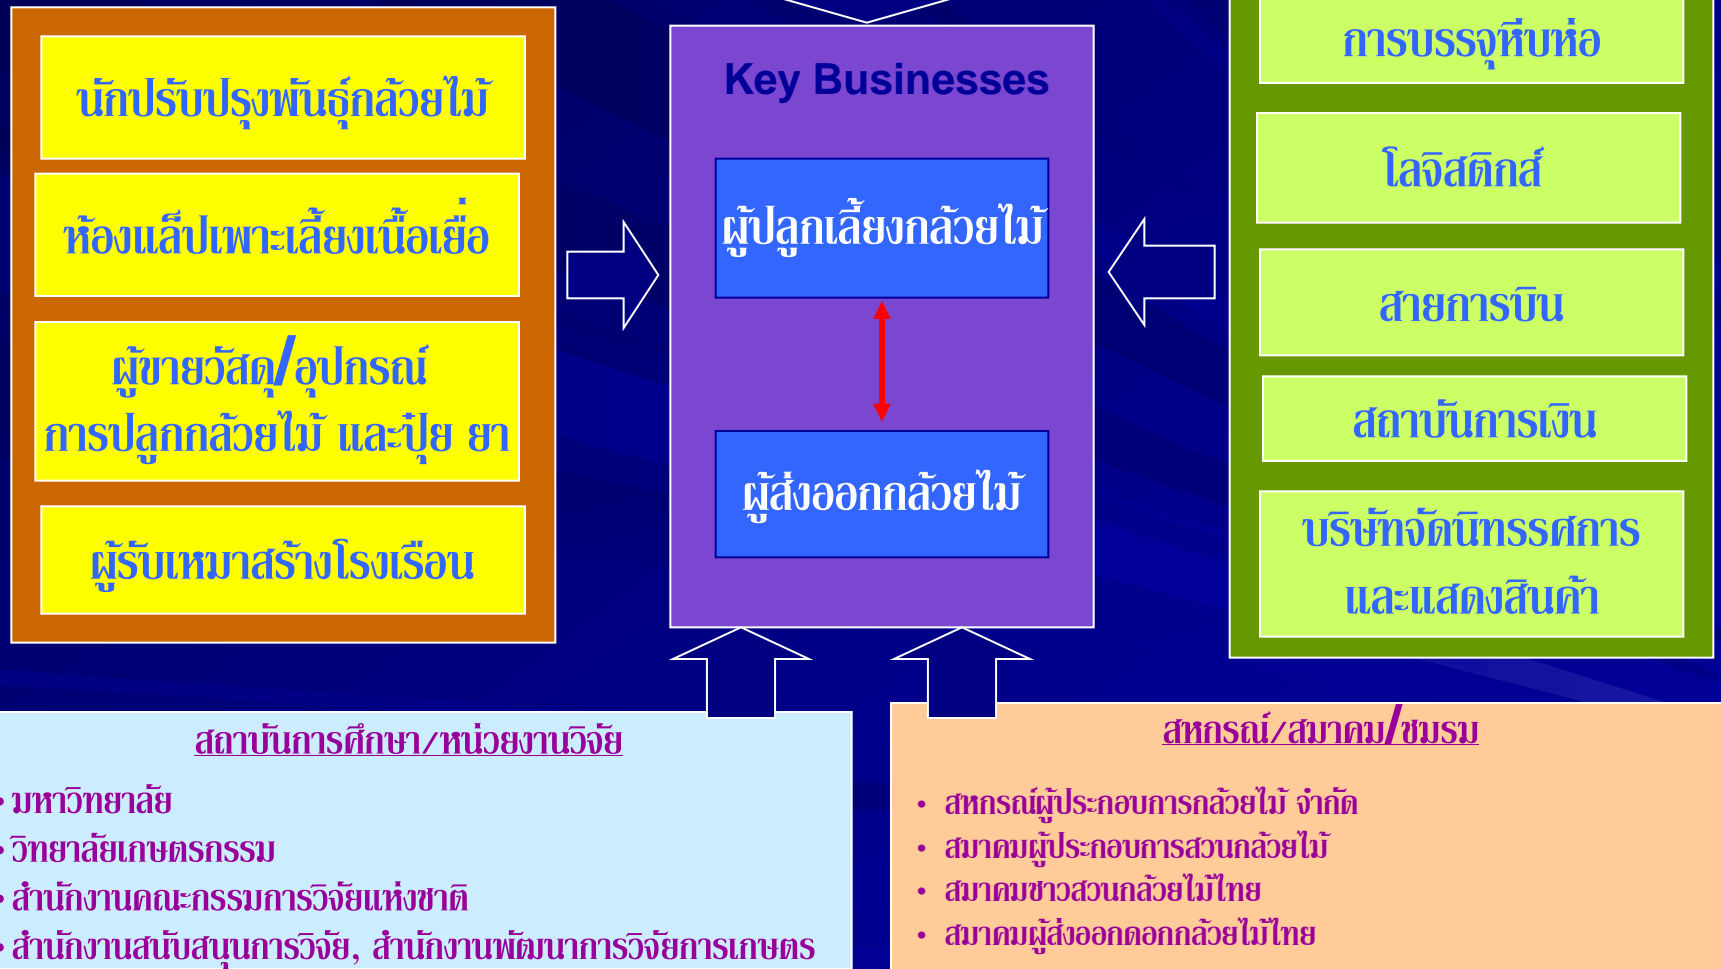 นักปรับปรุงพันธุ์กล้วยไม้
ห้องแล็ปเพาะเลี้ยงเนื้อเยื่อ
ผู้ขายวัสดุ/อุปกรณ์
การปลูกกล้วยไม้ และปุ๋ย ยา
ผู้รับเหมาสร้างโรงเรือน
Key Businesses
ผู้ปลูกเลี้ยงกล้วยไม้
ผู้ส่งออกกล้วยไม้
การบรรจุหีบห่อ
โลจิสติกส์
สายการบิน
สถาบันการเงิน
บริษัทจัดนิทรรศการ
และแสดงสินค้า
สถาบันการศึกษา/หน่วยงานวิจัย
• มหาวิทยาลัย
• วิทยาลัยเกษตรกรรม
• สำนักงานคณะกรรมการวิจัยแห่งชาติ
• สำนักงานสนับสนุนการวิจัย, สำนักงานพัฒนาการวิจัยการเกษตร
สหกรณ์/สมาคม/ชมรม
• สหกรณ์ผู้ประกอบการกล้วยไม้ จำกัด
• สมาคมผู้ประกอบการสวนกล้วยไม้
• สมาคมชาวสวนกล้วยไม้ไทย
• สมาคมผู้ส่งออกดอกกล้วยไม้ไทย